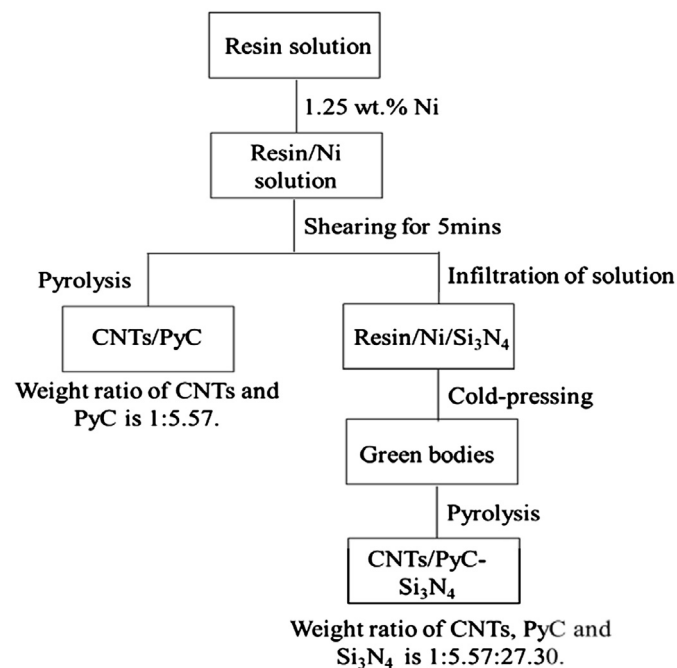 Resin solution
1.25 wt.% Ni
Resin/Ni
solution
Shearing for 5mins
Pyrolysis
Infiltration of solution
CNTs/PyC
Resin/Ni/Si₃N₄
Weight ratio of CNTs and
PyC is 1:5.57.
Cold-pressing
Green bodies
Pyrolysis
CNTs/PyC-
Si₃N₄
Weight ratio of CNTs, PyC and
Si₃N₄ is 1:5.57:27.30.